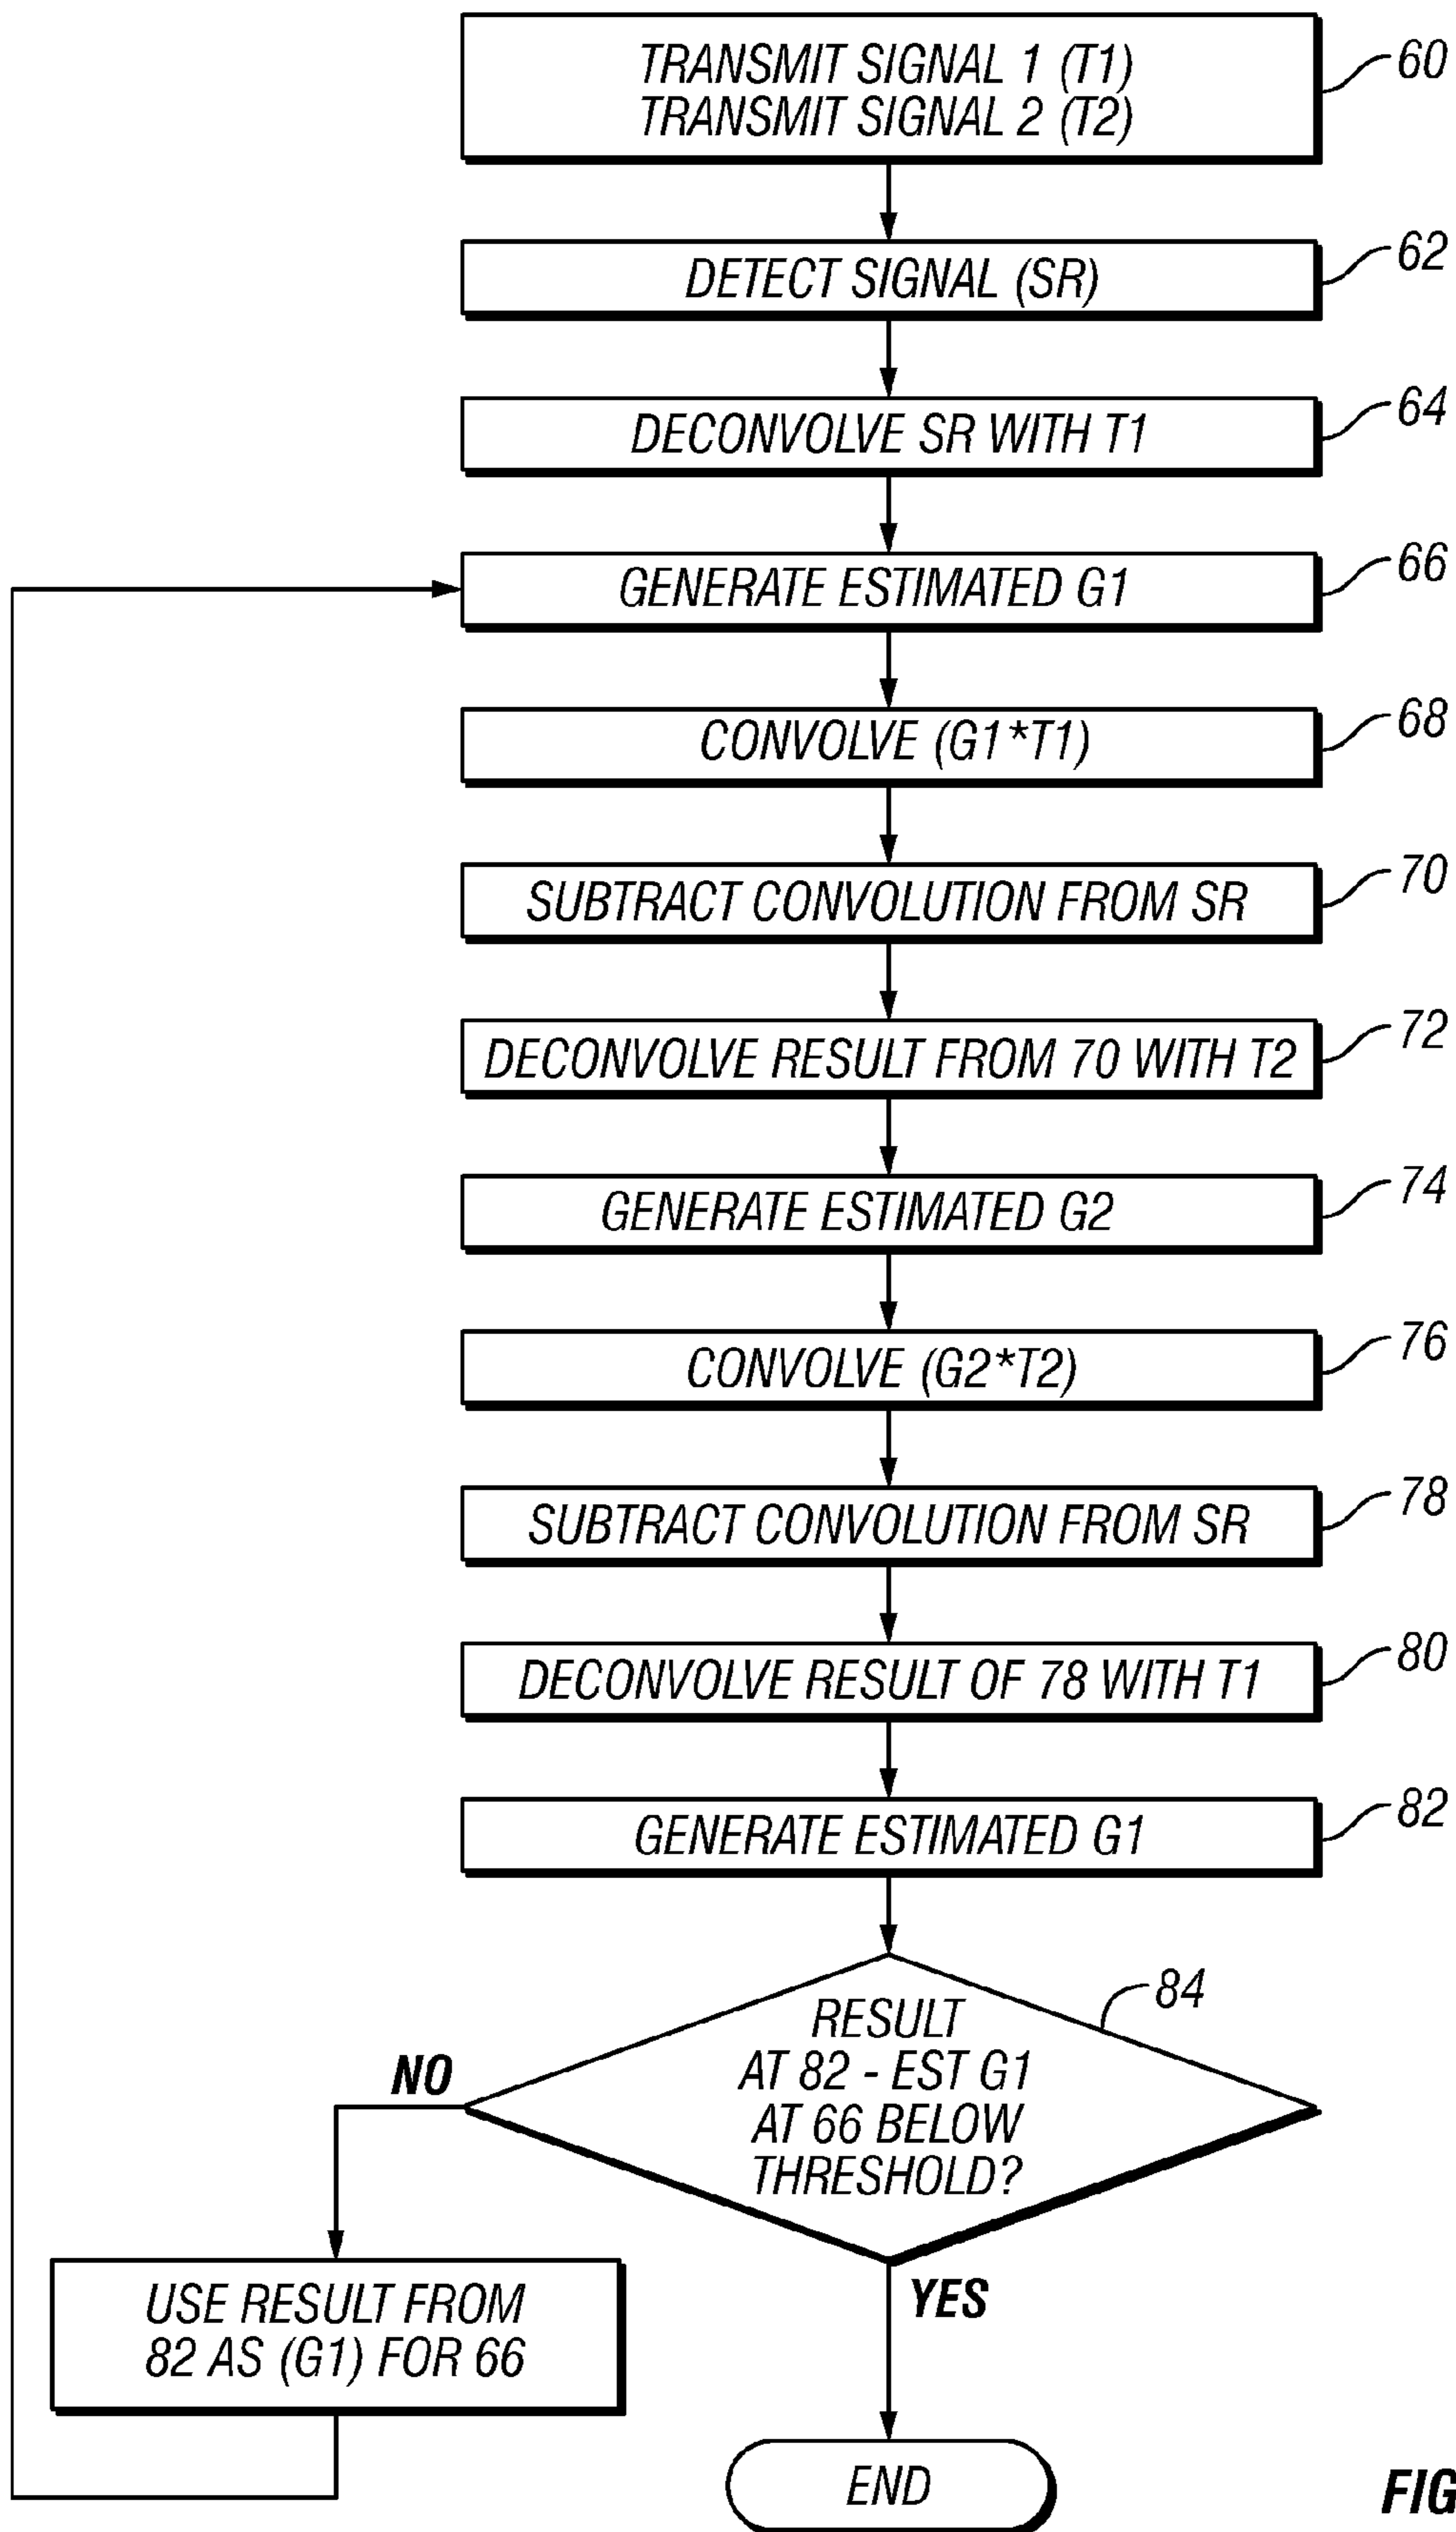 TRANSMIT SIGNAL 1 (T1)
TRANSMIT SIGNAL 2 (T2)
60
DETECT SIGNAL (SR)
62
DECONVOLVE SR WITH T1
64
GENERATE ESTIMATED G1
66
CONVOLVE (G1*T1)
68
SUBTRACT CONVOLUTION FROM SR
70
DECONVOLVE RESULT FROM 70 WITH T2
72
GENERATE ESTIMATED G2
74
CONVOLVE (G2*T2)
76
SUBTRACT CONVOLUTION FROM SR
78
DECONVOLVE RESULT OF 78 WITH T1
80
GENERATE ESTIMATED G1
82
RESULT
AT 82 - EST G1
AT 66 BELOW
THRESHOLD?
84
NO
USE RESULT FROM
82 AS (G1) FOR 66
YES
END
FIG